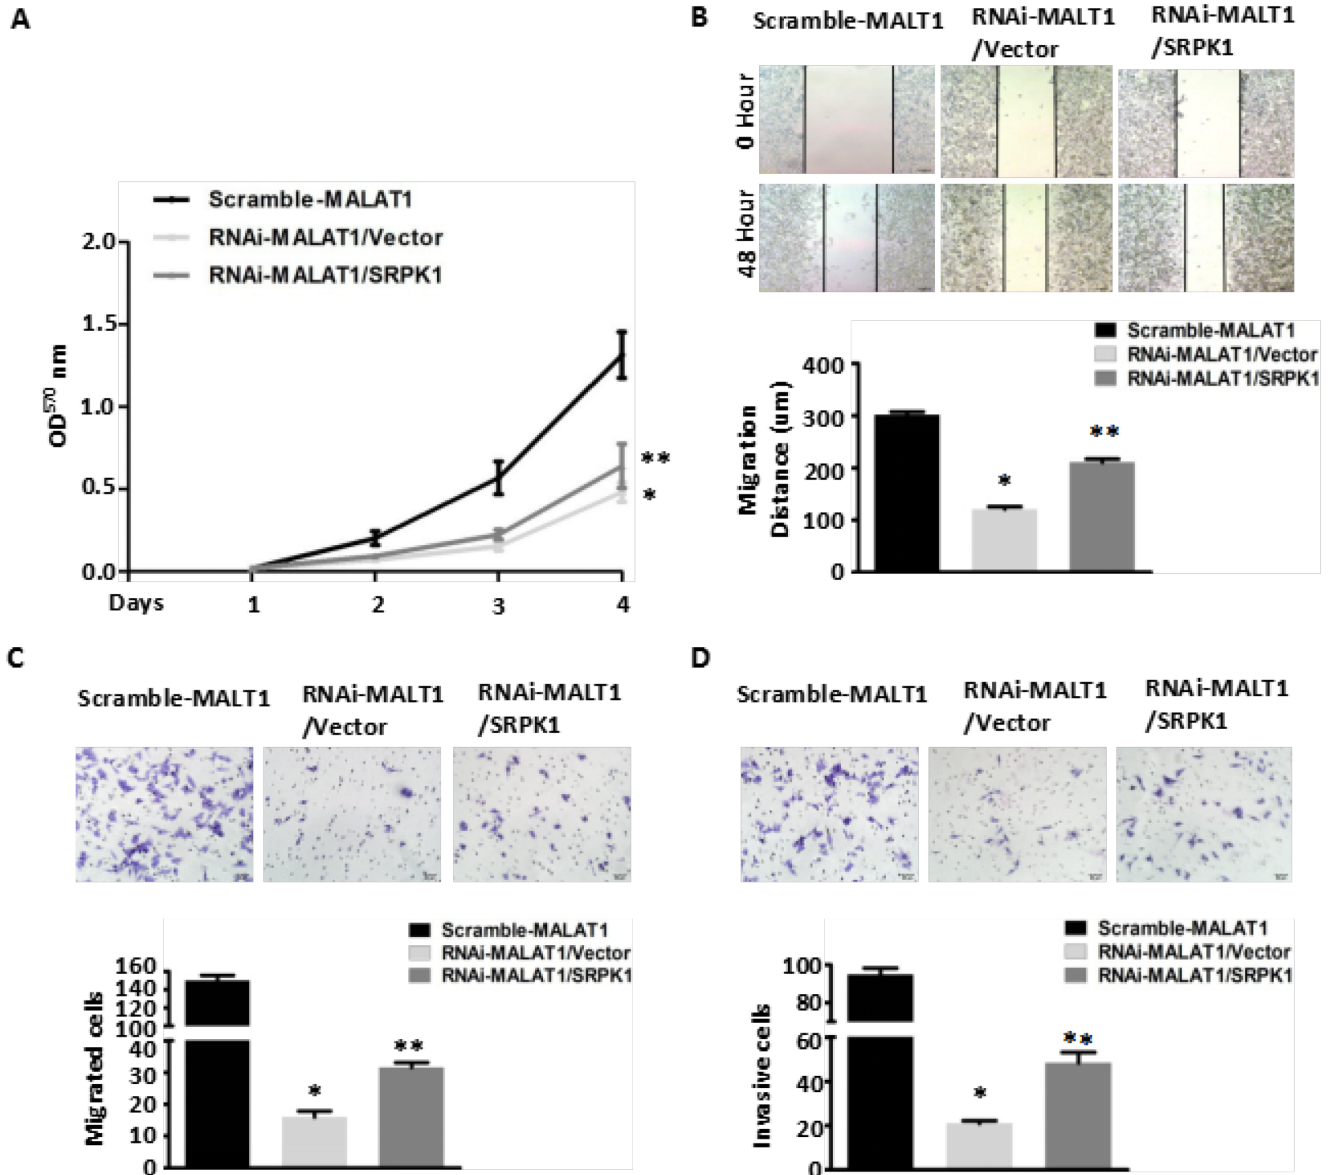 A
Scramble-MALAT1
RNAi-MALAT1/Vector
RNAi-MALAT1/SRPK1
OD570 nm
2.0
1.5
1.0
0.5
0.0
Days 1 2 3 4
**
*
B
Scramble-MALT1
RNAi-MALT1
/Vector
RNAi-MALT1
/SRPK1
0 Hour
48 Hour
Scramble-MALAT1
RNAi-MALAT1/Vector
RNAi-MALAT1/SRPK1
Migration
Distance (um)
400
300
200
100
0
*
**
C
Scramble-MALT1
RNAi-MALT1
/Vector
RNAi-MALT1
/SRPK1
Scramble-MALAT1
RNAi-MALAT1/Vector
RNAi-MALAT1/SRPK1
Migrated cells
160
140
120
100
40
30
20
10
0
*
**
D
Scramble-MALT1
RNAi-MALT1
/Vector
RNAi-MALT1
/SRPK1
Scramble-MALAT1
RNAi-MALAT1/Vector
RNAi-MALAT1/SRPK1
Invasive cells
100
80
60
40
20
0
*
**